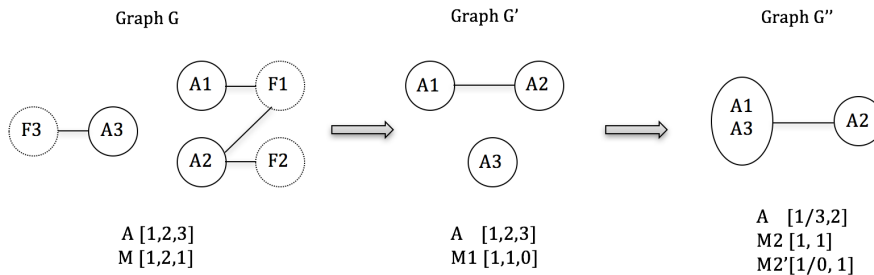 Graph G
F3
A3
A1
F1
A2
F2
A [1,2,3]
M [1,2,1]
Graph G’
A1
A2
A3
A [1,2,3]
M1 [1,1,0]
Graph G’’
A1
A3
A2
A [1/3,2]
M2 [1, 1]
M2’[1/0, 1]